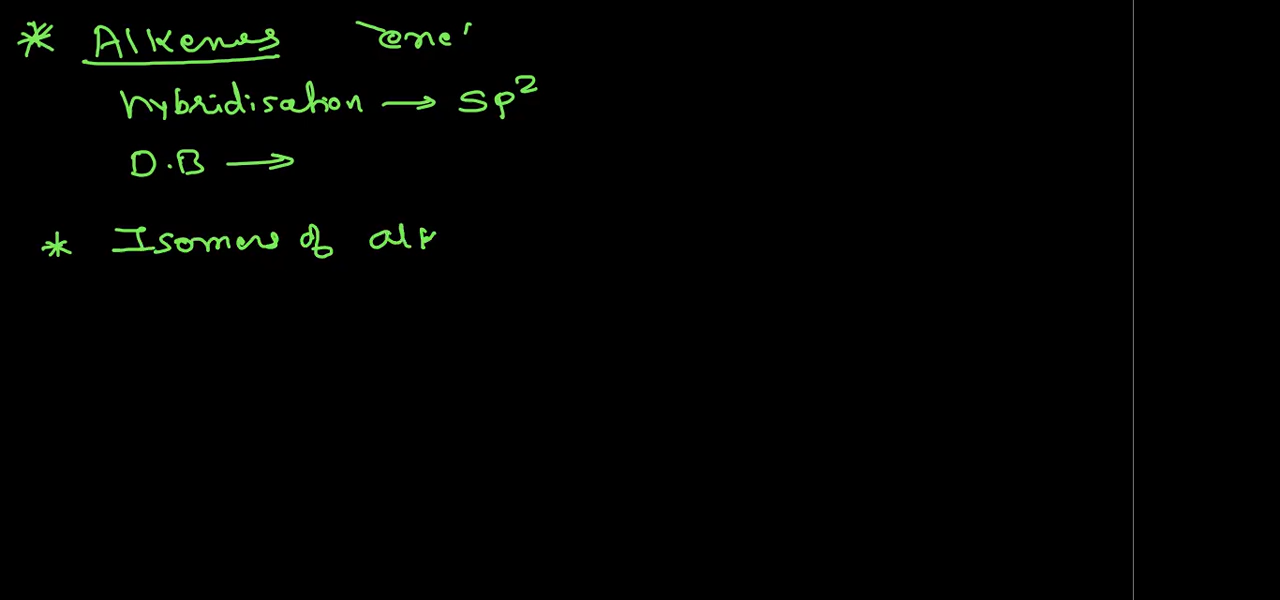 * Alkenes 'ene'
hybridisation → sp²
D.B →
* Isomers of alk